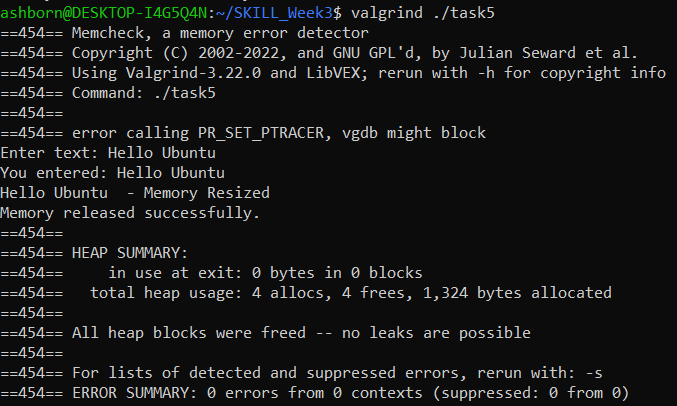 ashborn@DESKTOP-I4G5Q4N:~/SKILL_Week3$ valgrind ./task5
==454== Memcheck, a memory error detector
==454== Copyright (C) 2002-2022, and GNU GPL'd, by Julian Seward et al.
==454== Using Valgrind-3.22.0 and LibVEX; rerun with -h for copyright info
==454== Command: ./task5
==454==
==454== error calling PR_SET_PTRACER, vgdb might block
Enter text: Hello Ubuntu
You entered: Hello Ubuntu
Hello Ubuntu  - Memory Resized
Memory released successfully.
==454==
==454== HEAP SUMMARY:
==454==     in use at exit: 0 bytes in 0 blocks
==454==   total heap usage: 4 allocs, 4 frees, 1,324 bytes allocated
==454==
==454== All heap blocks were freed -- no leaks are possible
==454==
==454== For lists of detected and suppressed errors, rerun with: -s
==454== ERROR SUMMARY: 0 errors from 0 contexts (suppressed: 0 from 0)